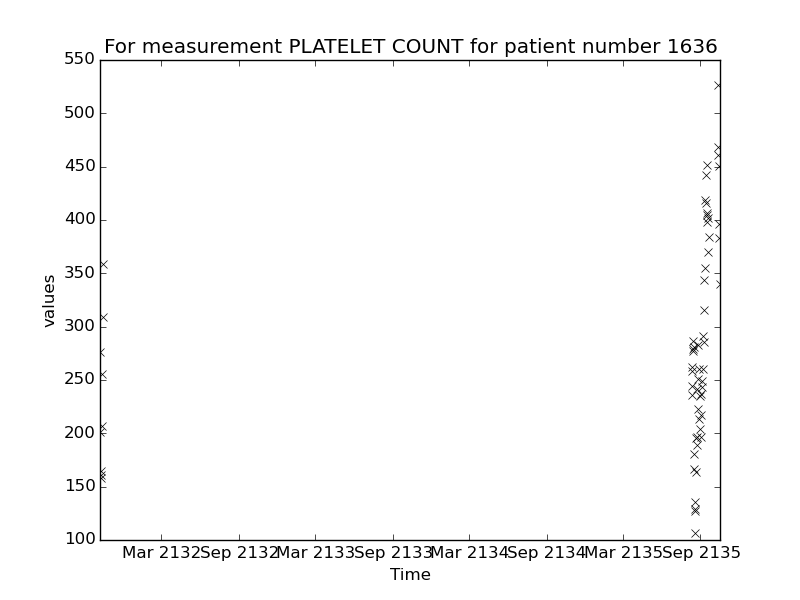 For measurement PLATELET COUNT for patient number 1636
550
500
450
400
350
300
250
200
150
100
values
Mar 2132 Sep 2132 Mar 2133 Sep 2133 Mar 2134 Sep 2134 Mar 2135 Sep 2135
Time